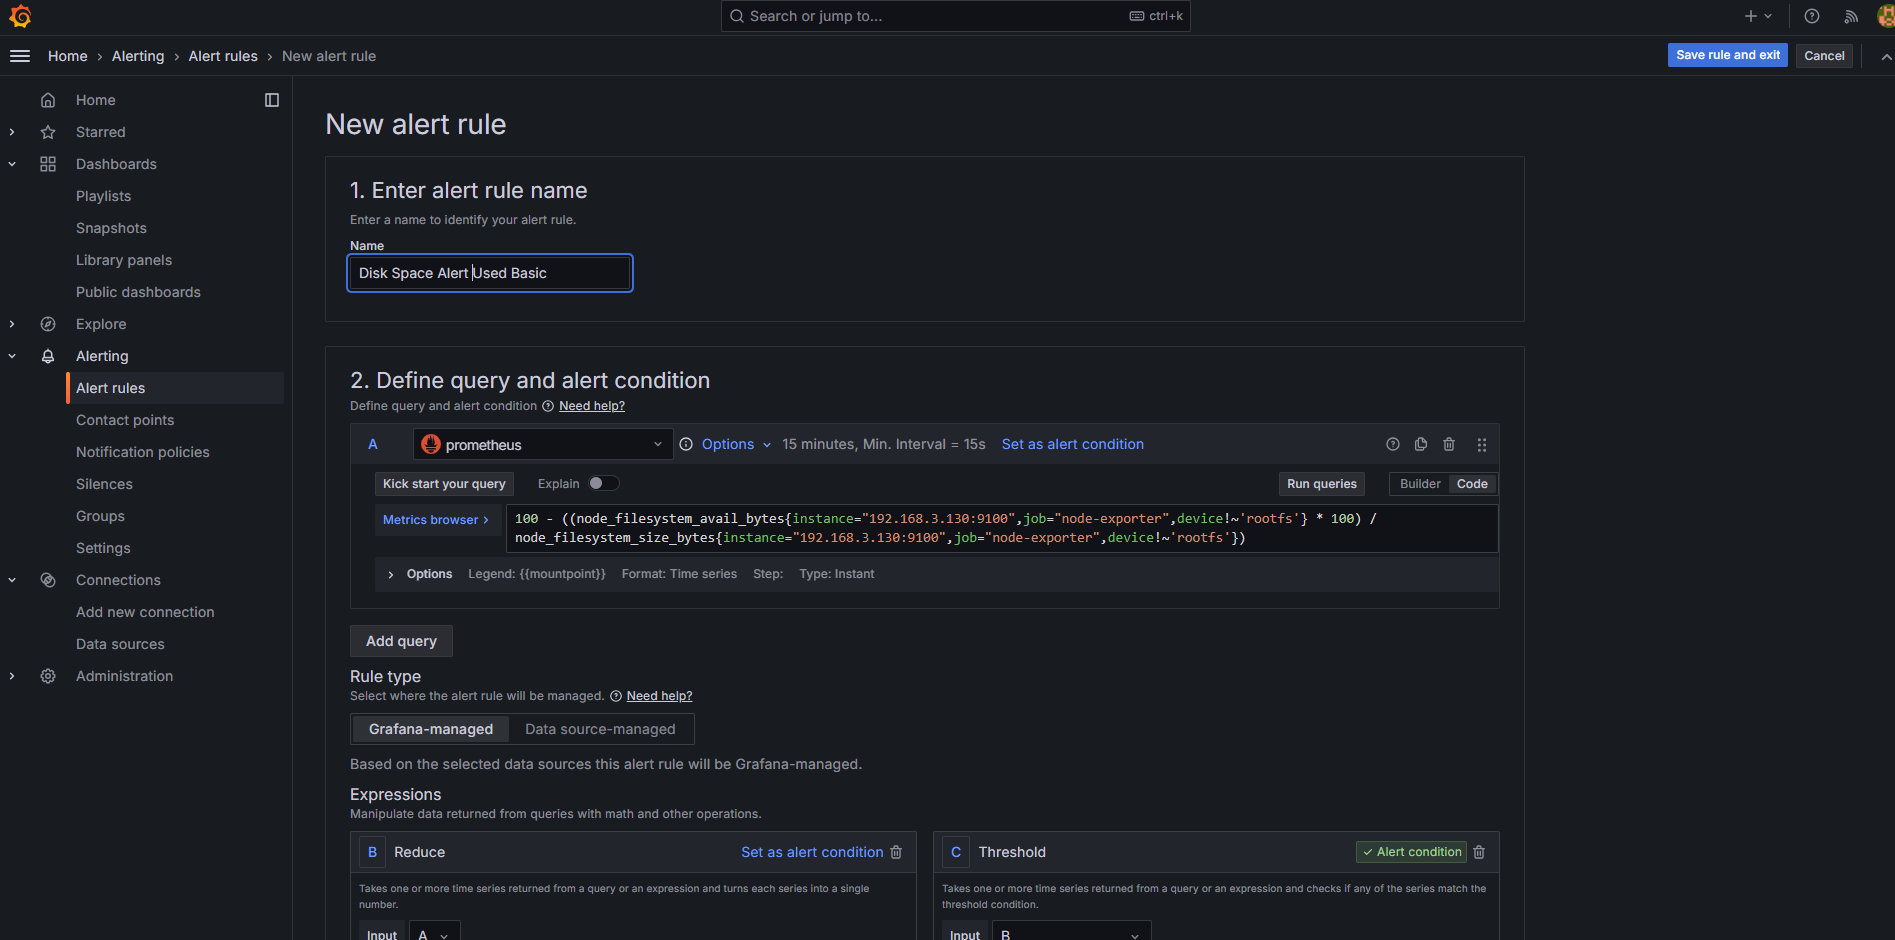 Search or jump to...
ctrl+k
Home › Alerting › Alert rules › New alert rule
Save rule and exit
Cancel
Home
Starred
Dashboards
Playlists
Snapshots
Library panels
Public dashboards
Explore
Alerting
Alert rules
Contact points
Notification policies
Silences
Groups
Settings
Connections
Add new connection
Data sources
Administration
New alert rule
1. Enter alert rule name
Enter a name to identify your alert rule.
Name
Disk Space Alert Used Basic
2. Define query and alert condition
Define query and alert condition Need help?
A prometheus Options 15 minutes, Min. Interval = 15s Set as alert condition
Kick start your query Explain Run queries Builder Code
Metrics browser ›
100 - ((node_filesystem_avail_bytes{instance="192.168.3.130:9100",job="node-exporter",device!~'rootfs'} * 100) /
node_filesystem_size_bytes{instance="192.168.3.130:9100",job="node-exporter",device!~'rootfs'})
Options Legend: {{mountpoint}} Format: Time series Step: Type: Instant
Add query
Rule type
Select where the alert rule will be managed. Need help?
Grafana-managed Data source-managed
Based on the selected data sources this alert rule will be Grafana-managed.
Expressions
Manipulate data returned from queries with math and other operations.
B Reduce Set as alert condition
Takes one or more time series returned from a query or an expression and turns each series into a single
number.
Input A
C Threshold Alert condition
Takes one or more time series returned from a query or an expression and checks if any of the series match the
threshold condition.
Input B